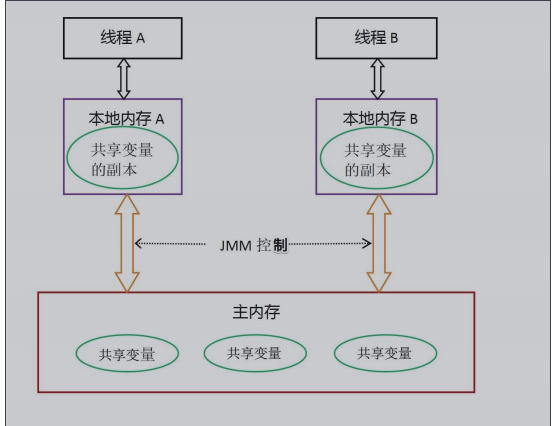 线程 A
线程 B
本地内存 A
共享变量
的副本
本地内存 B
共享变量
的副本
JMM 控制
主内存
共享变量
共享变量
共享变量